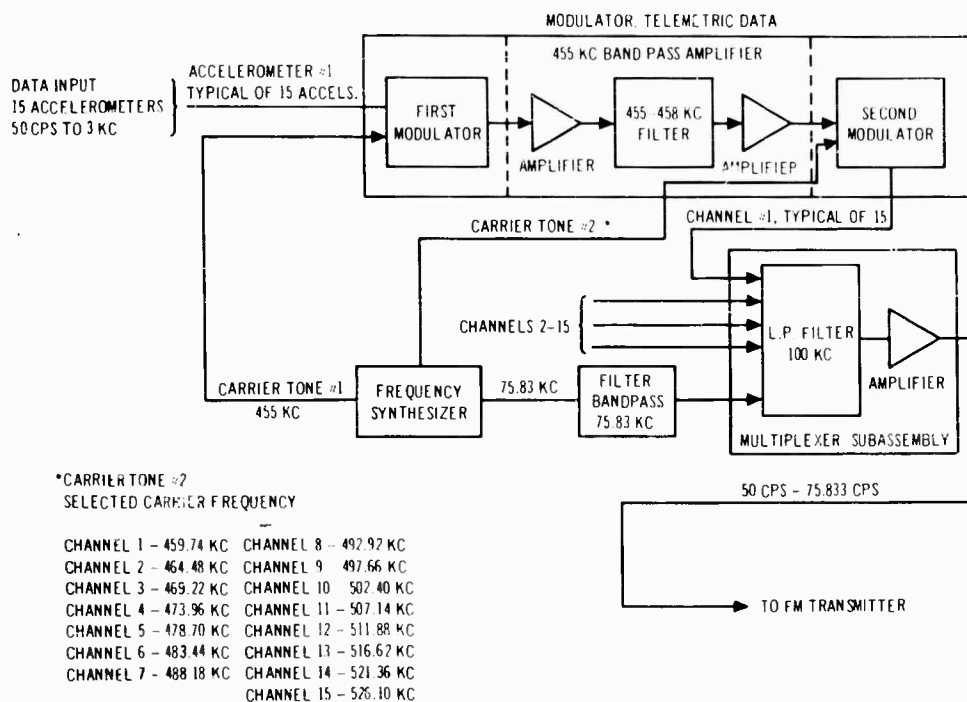 MODULATOR, TELEMETRIC DATA
455 KC BAND PASS AMPLIFIER
DATA INPUT
15 ACCELEROMETERS
50 CPS TO 3 KC
ACCELEROMETER #1
TYPICAL OF 15 ACCELS.
FIRST
MODULATOR
AMPLIFIER
455-458 KC
FILTER
AMPLIFIER
SECOND
MODULATOR
CARRIER TONE #2 *
CHANNEL #1, TYPICAL OF 15
CHANNELS 2-15
L.P. FILTER
100 KC
AMPLIFIER
MULTIPLEXER SUBASSEMBLY
CARRIER TONE #1
455 KC
FREQUENCY
SYNTHESIZER
75.83 KC
FILTER
BANDPASS
75.83 KC
*CARRIER TONE #2
SELECTED CARRIER FREQUENCY
50 CPS - 75.833 CPS
TO FM TRANSMITTER
CHANNEL 1 - 459.74 KC CHANNEL 8 - 492.92 KC
CHANNEL 2 - 464.48 KC CHANNEL 9 497.66 KC
CHANNEL 3 - 469.22 KC CHANNEL 10 502.40 KC
CHANNEL 4 - 473.96 KC CHANNEL 11 - 507.14 KC
CHANNEL 5 - 478.70 KC CHANNEL 12 - 511.88 KC
CHANNEL 6 - 483.44 KC CHANNEL 13 - 516.62 KC
CHANNEL 7 - 488.18 KC CHANNEL 14 - 521.36 KC
CHANNEL 15 - 526.10 KC